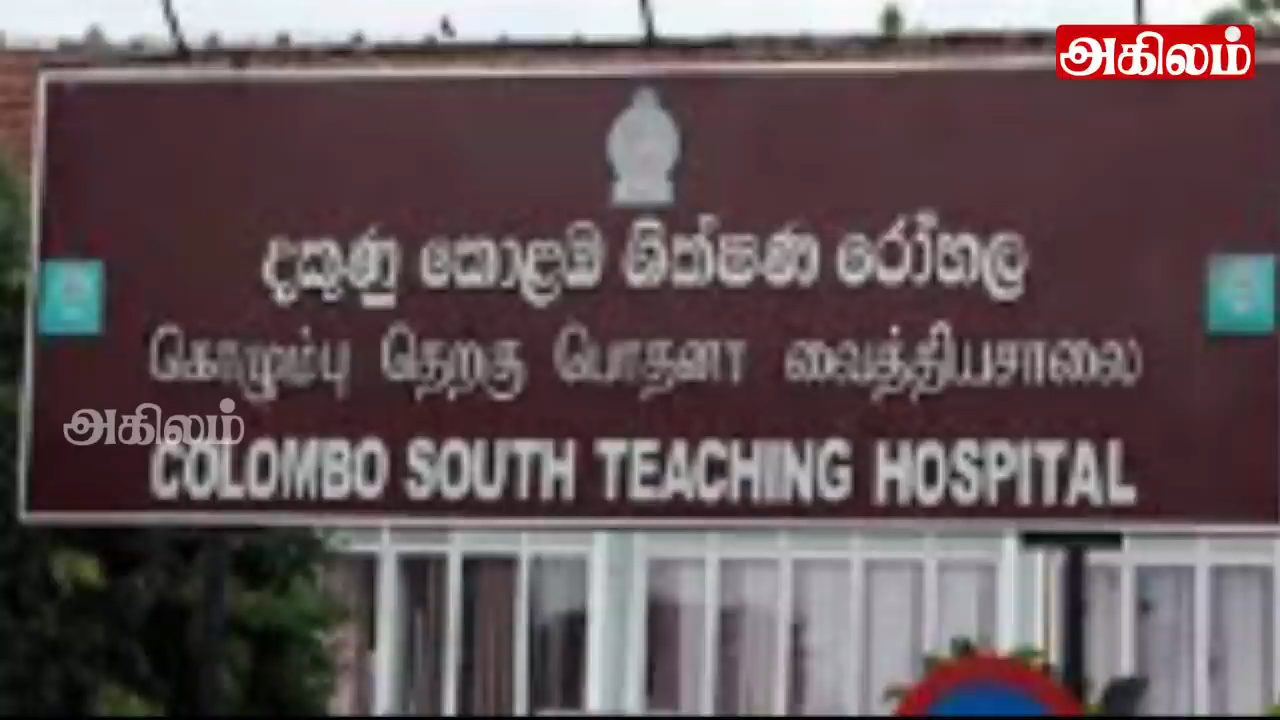 அகிலம்
දකුණු කොළඹ ශික්ෂණ රෝහල
கொழும்பு தெற்கு போதனா வைத்தியசாலை
அகிலம்
COLOMBO SOUTH TEACHING HOSPITAL